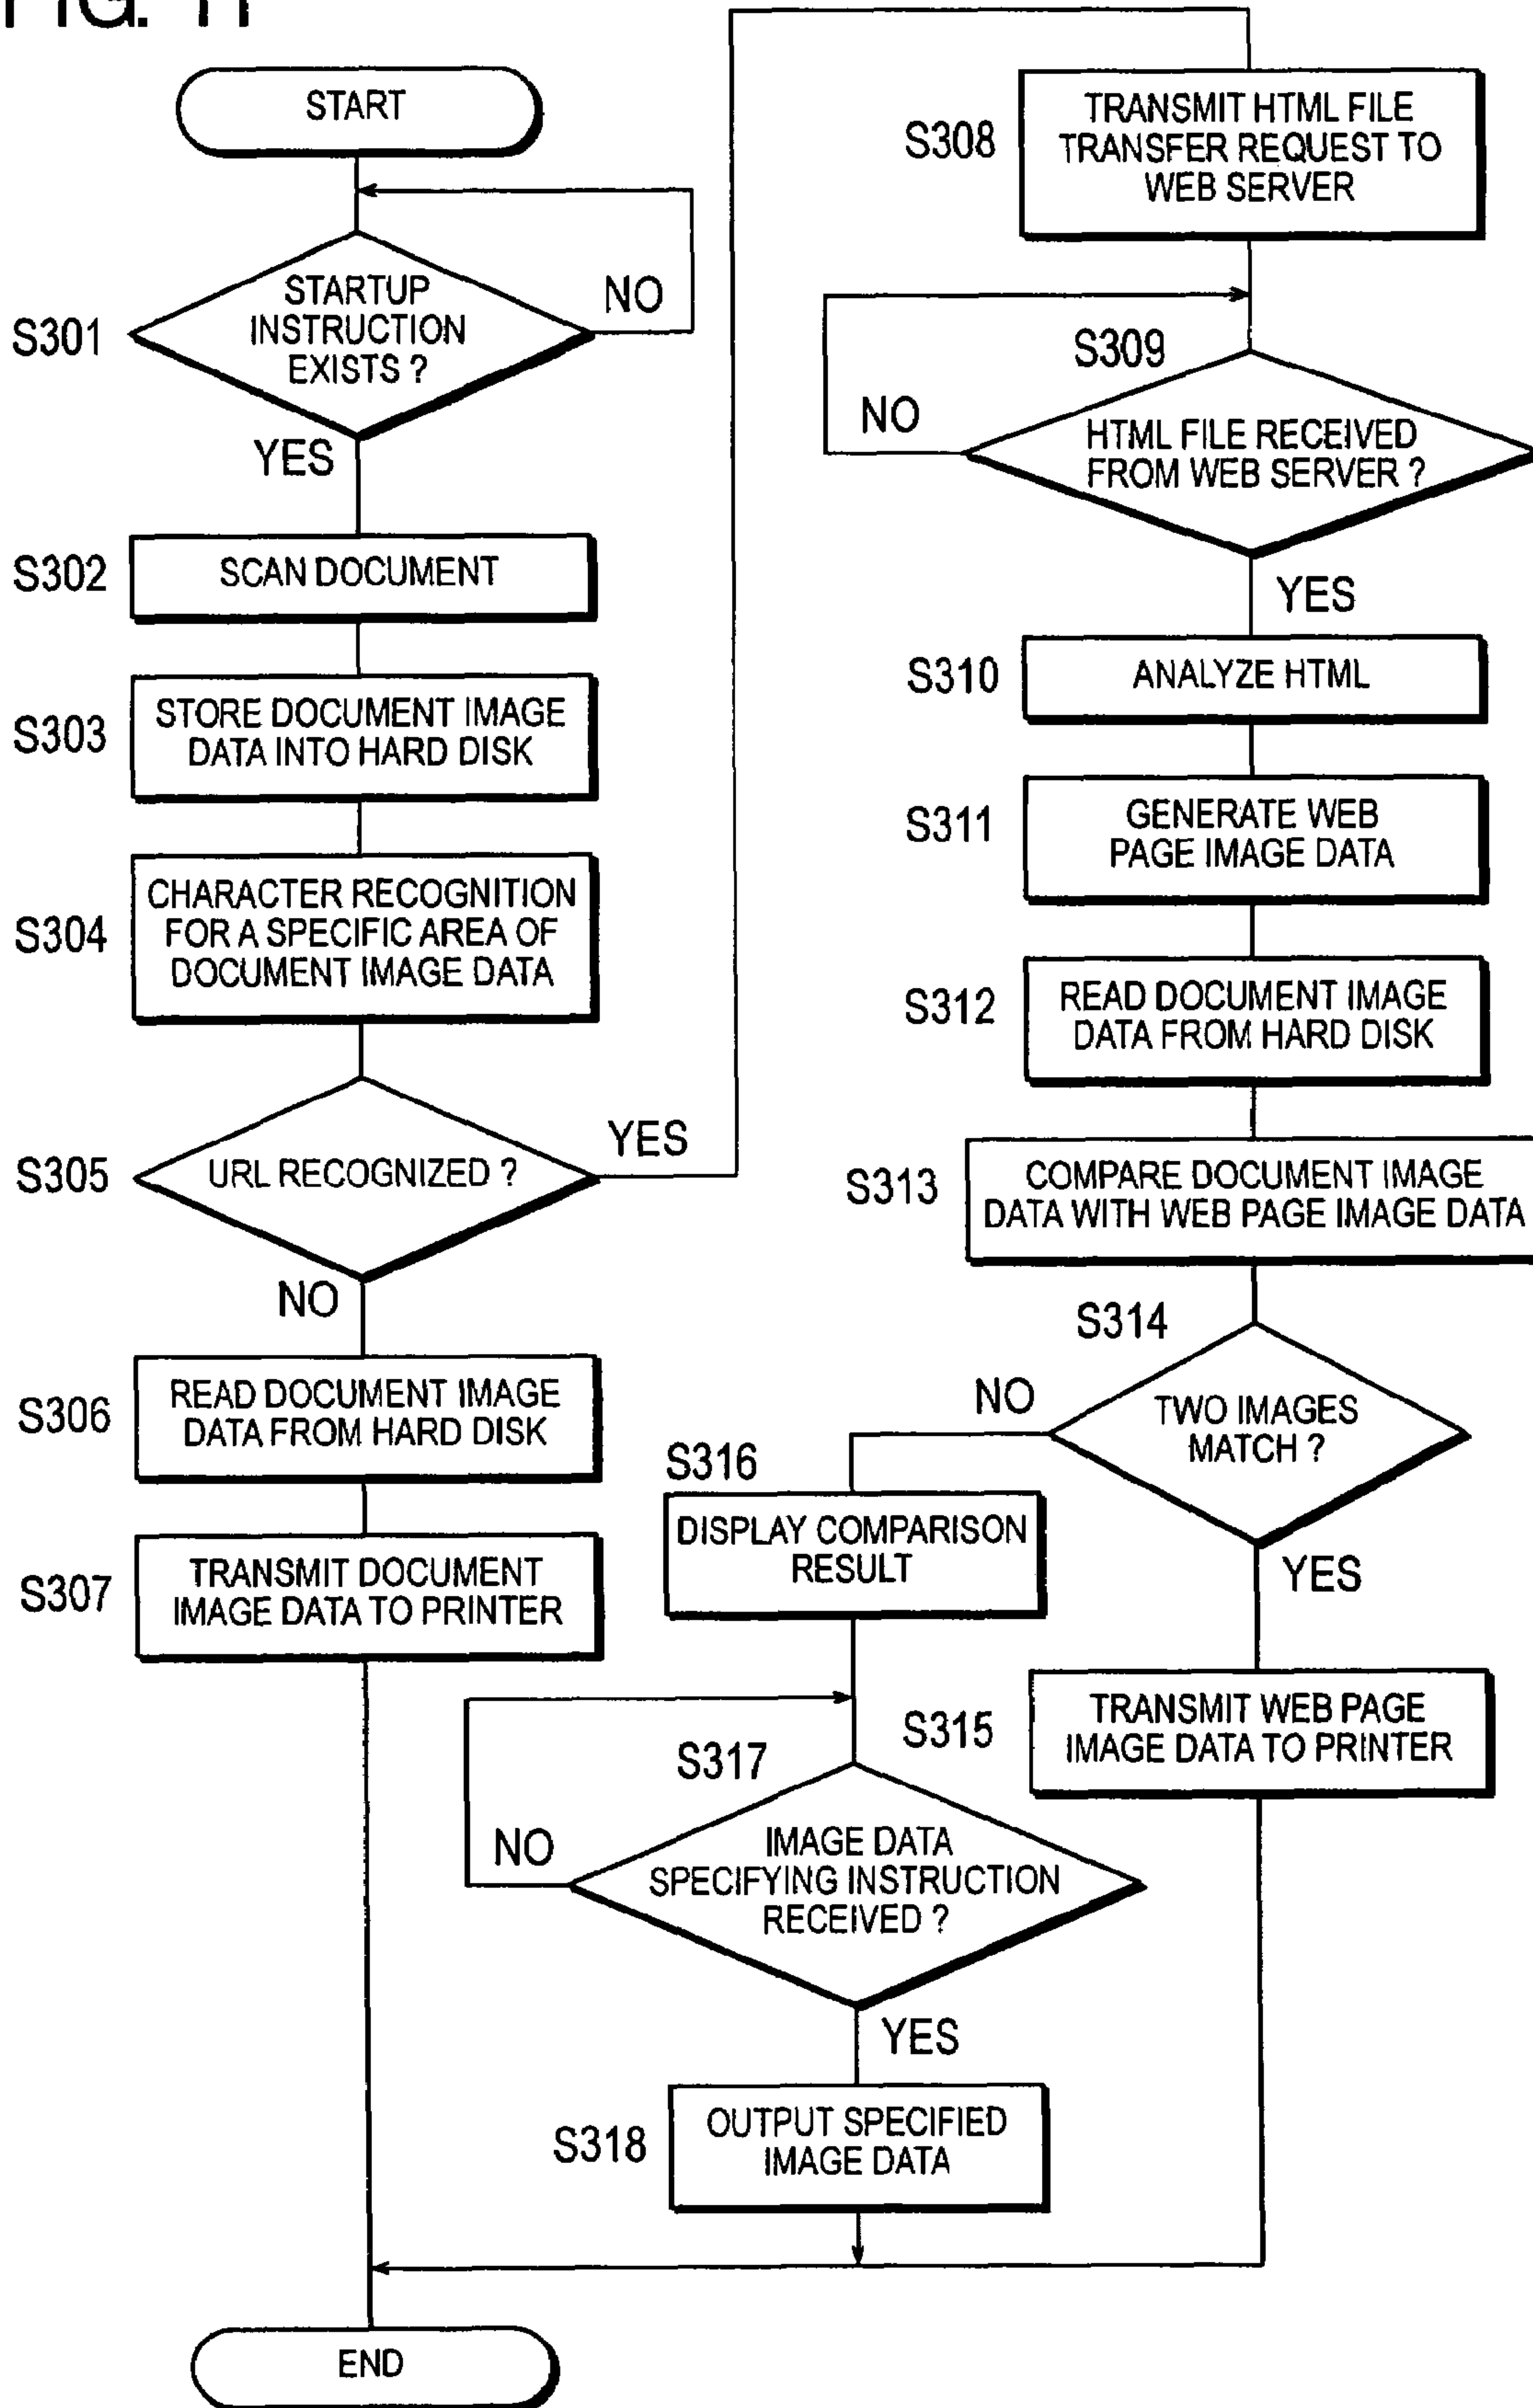 FIG. 11
START
S301
STARTUP
INSTRUCTION
EXISTS ?
NO
YES
S302
SCAN DOCUMENT
S303
STORE DOCUMENT IMAGE
DATA INTO HARD DISK
S304
CHARACTER RECOGNITION
FOR A SPECIFIC AREA OF
DOCUMENT IMAGE DATA
S305
URL RECOGNIZED ?
YES
NO
S306
READ DOCUMENT IMAGE
DATA FROM HARD DISK
S307
TRANSMIT DOCUMENT
IMAGE DATA TO PRINTER
S308
TRANSMIT HTML FILE
TRANSFER REQUEST TO
WEB SERVER
S309
NO
HTML FILE RECEIVED
FROM WEB SERVER ?
YES
S310
ANALYZE HTML
S311
GENERATE WEB
PAGE IMAGE DATA
S312
READ DOCUMENT IMAGE
DATA FROM HARD DISK
S313
COMPARE DOCUMENT IMAGE
DATA WITH WEB PAGE IMAGE DATA
S314
NO
TWO IMAGES
MATCH ?
YES
S315
TRANSMIT WEB PAGE
IMAGE DATA TO PRINTER
S316
DISPLAY COMPARISON
RESULT
S317
NO
IMAGE DATA
SPECIFYING INSTRUCTION
RECEIVED ?
YES
S318
OUTPUT SPECIFIED
IMAGE DATA
END